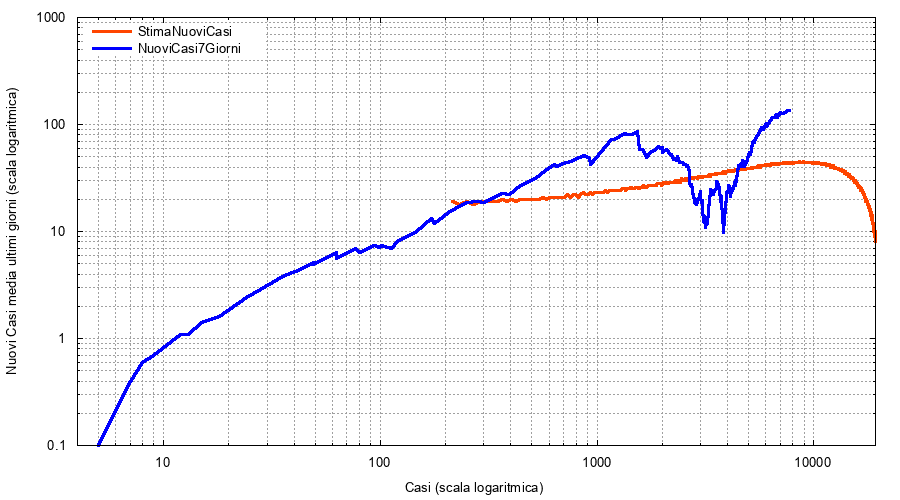 1000
100
10
1
0.1
Nuovi Casi media ultimi giorni (scala logaritmica)
StimaNuoviCasi
NuoviCasi7Giorni
10 100 1000 10000
Casi (scala logaritmica)